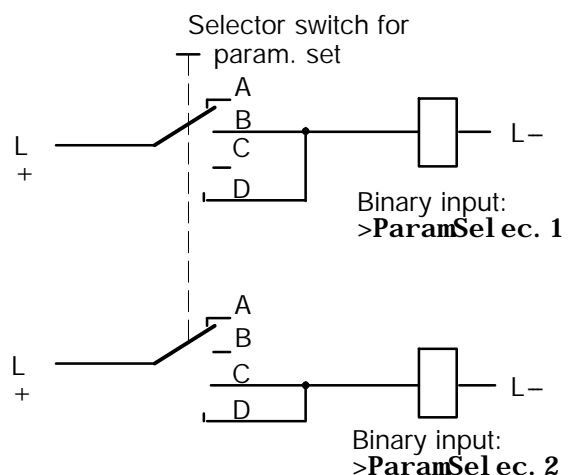 Selector switch for
param. set
A
B
C
D
L
+
L–
Binary input:
>ParamSelec. 1
A
B
C
D
L
+
L–
Binary input:
>ParamSelec. 2